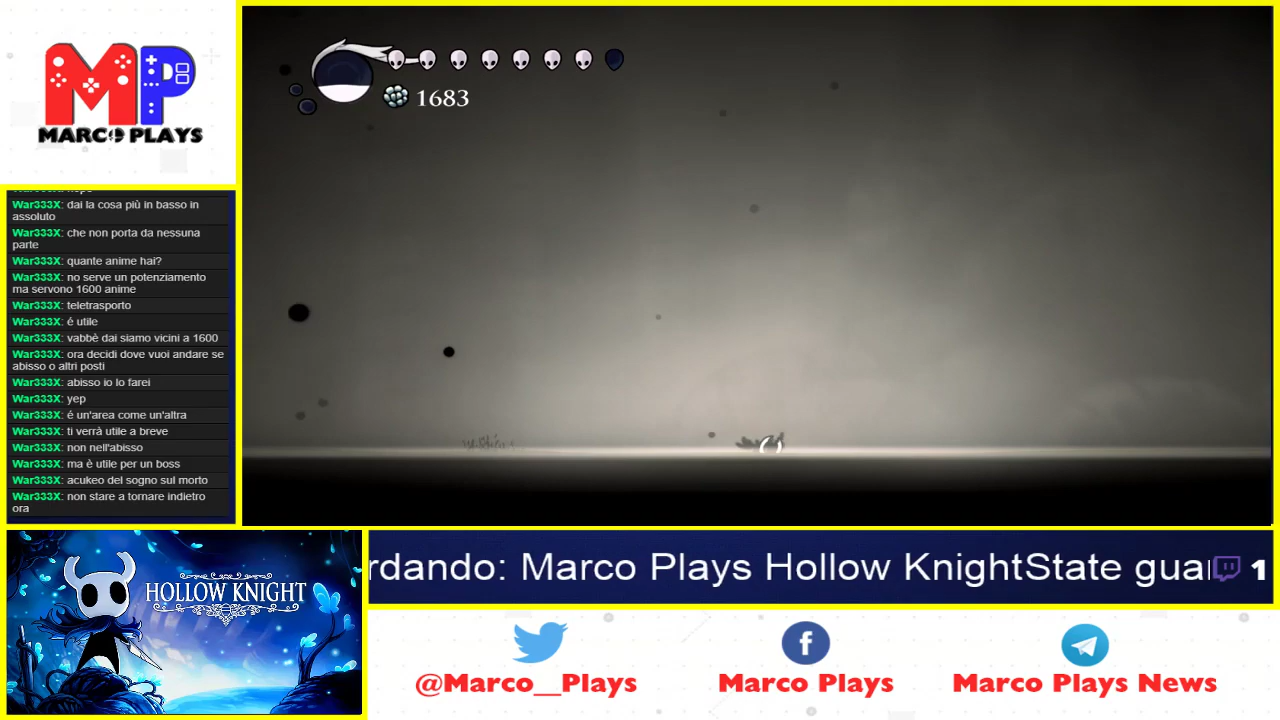 MP
MARCO PLAYS
War333X: dai la cosa più in basso in
assoluto
War333X: che non porta da nessuna
parte
War333X: quante anime hai?
War333X: no serve un potenziamento
ma servono 1600 anime
War333X: teletrasporto
War333X: é utile
War333X: vabbè dai siamo vicini a 1600
War333X: ora decidi dove vuoi andare se
abisso o altri posti
War333X: abisso io lo farei
War333X: yep
War333X: é un'area come un'altra
War333X: ti verrà utile a breve
War333X: non nell'abisso
War333X: ma è utile per un boss
War333X: acukeo del sogno sul morto
War333X: non stare a tornare indietro
ora
1683
HOLLOW KNIGHT
rdando: Marco Plays Hollow KnightState guar
1
@Marco__Plays
Marco Plays
Marco Plays News